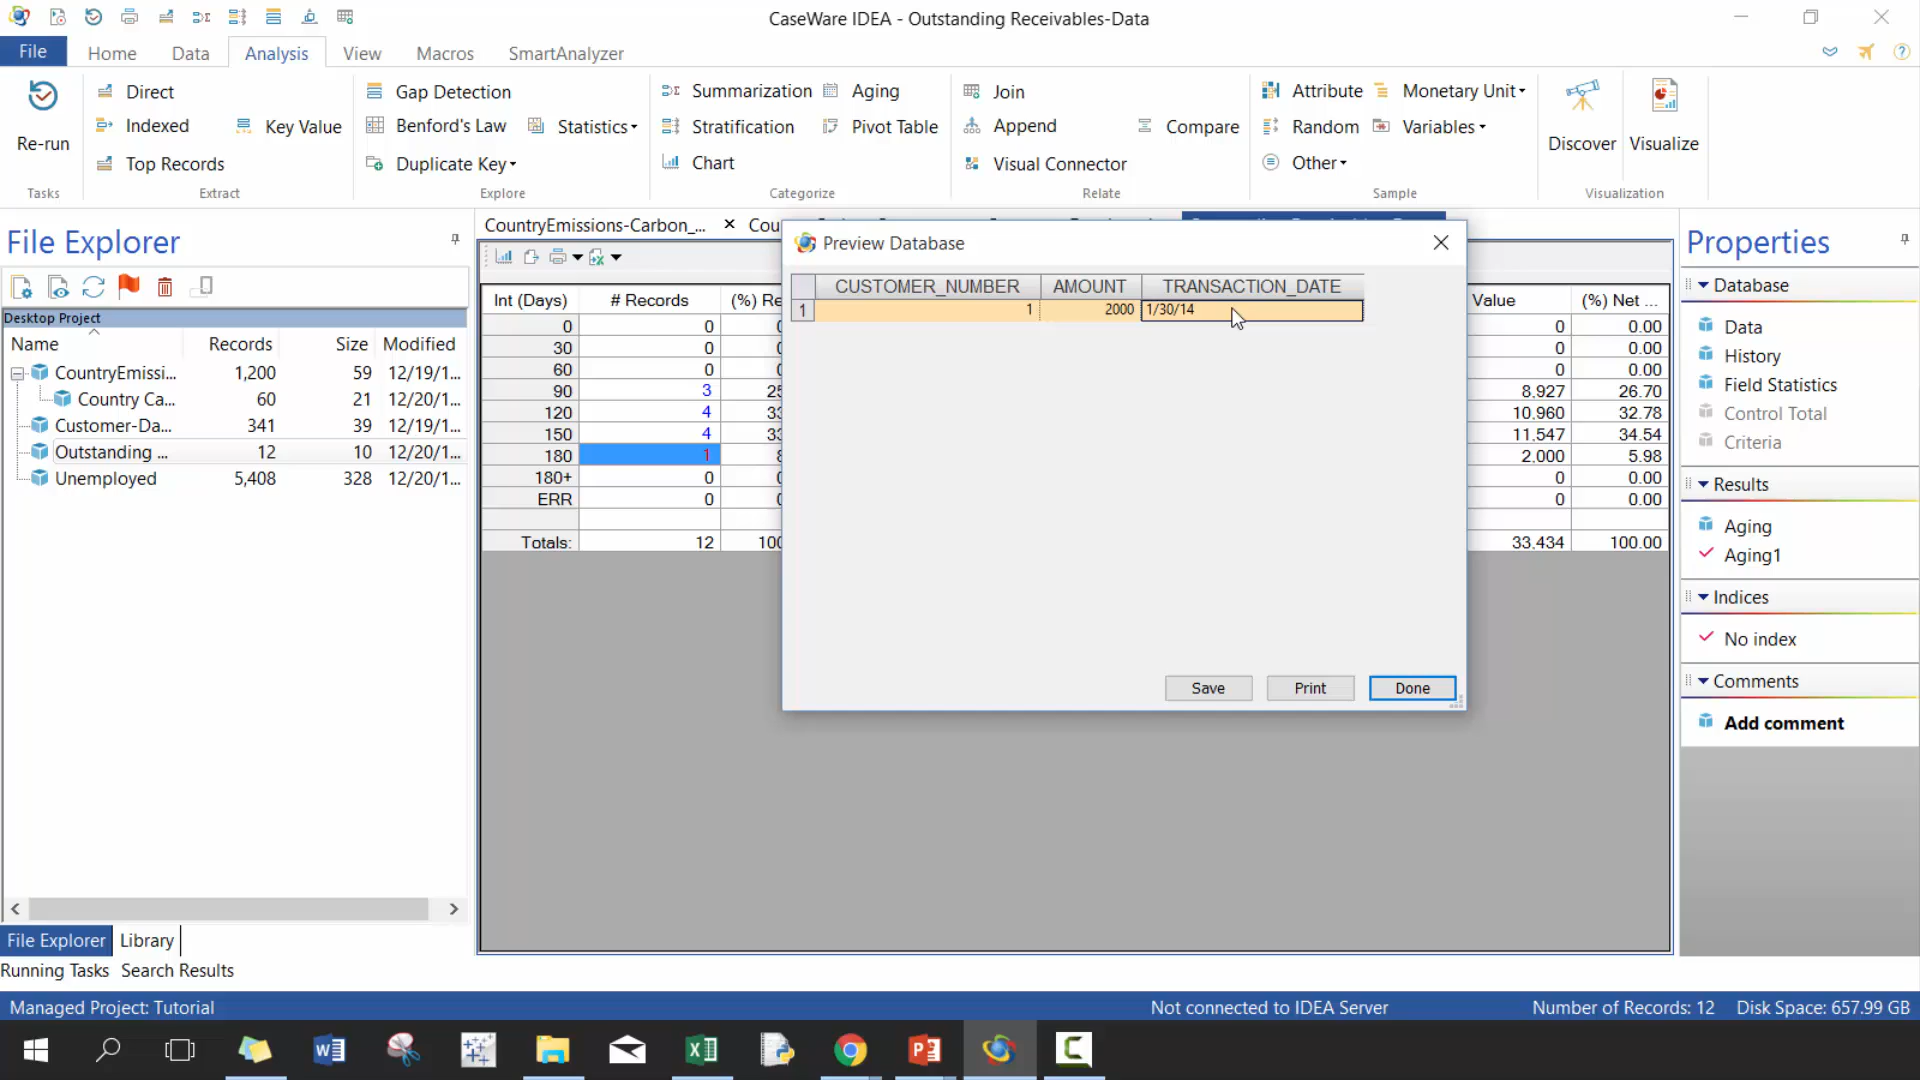 CaseWare IDEA - Outstanding Receivables-Data
File Home Data Analysis View Macros SmartAnalyzer
Re-run
Tasks
Direct
Indexed Key Value
Top Records
Extract
Gap Detection
Benford's Law Statistics
Duplicate Key
Explore
Summarization Aging
Stratification Pivot Table
Chart
Categorize
Join
Append Compare
Visual Connector
Relate
Attribute Monetary Unit
Random Variables
Other
Sample
Discover Visualize
Visualization
File Explorer
Desktop Project
Name Records Size Modified
CountryEmissi... 1,200 59 12/19/1...
Country Ca... 60 21 12/20/1...
Customer-Da... 341 39 12/19/1...
Outstanding ... 12 10 12/20/1...
Unemployed 5,408 328 12/20/1...
File Explorer Library
Running Tasks Search Results
CountryEmissions-Carbon_... Cou
Int (Days) # Records (%) Re Value (%) Net ...
0 0 0 0.00
30 0 0 0.00
60 0 0 0.00
90 3 25 8.927 26.70
120 4 33 10,960 32.78
150 4 33 11.547 34.54
180 1 8 2.000 5.98
180+ 0 0 0.00
ERR 0 0 0.00
Totals: 12 100 33.434 100.00
Preview Database
CUSTOMER_NUMBER AMOUNT TRANSACTION_DATE
1 1 2000 1/30/14
Save Print Done
Properties
Database
Data
History
Field Statistics
Control Total
Criteria
Results
Aging
Aging1
Indices
No index
Comments
Add comment
Managed Project: Tutorial Not connected to IDEA Server Number of Records: 12 Disk Space: 657.99 GB